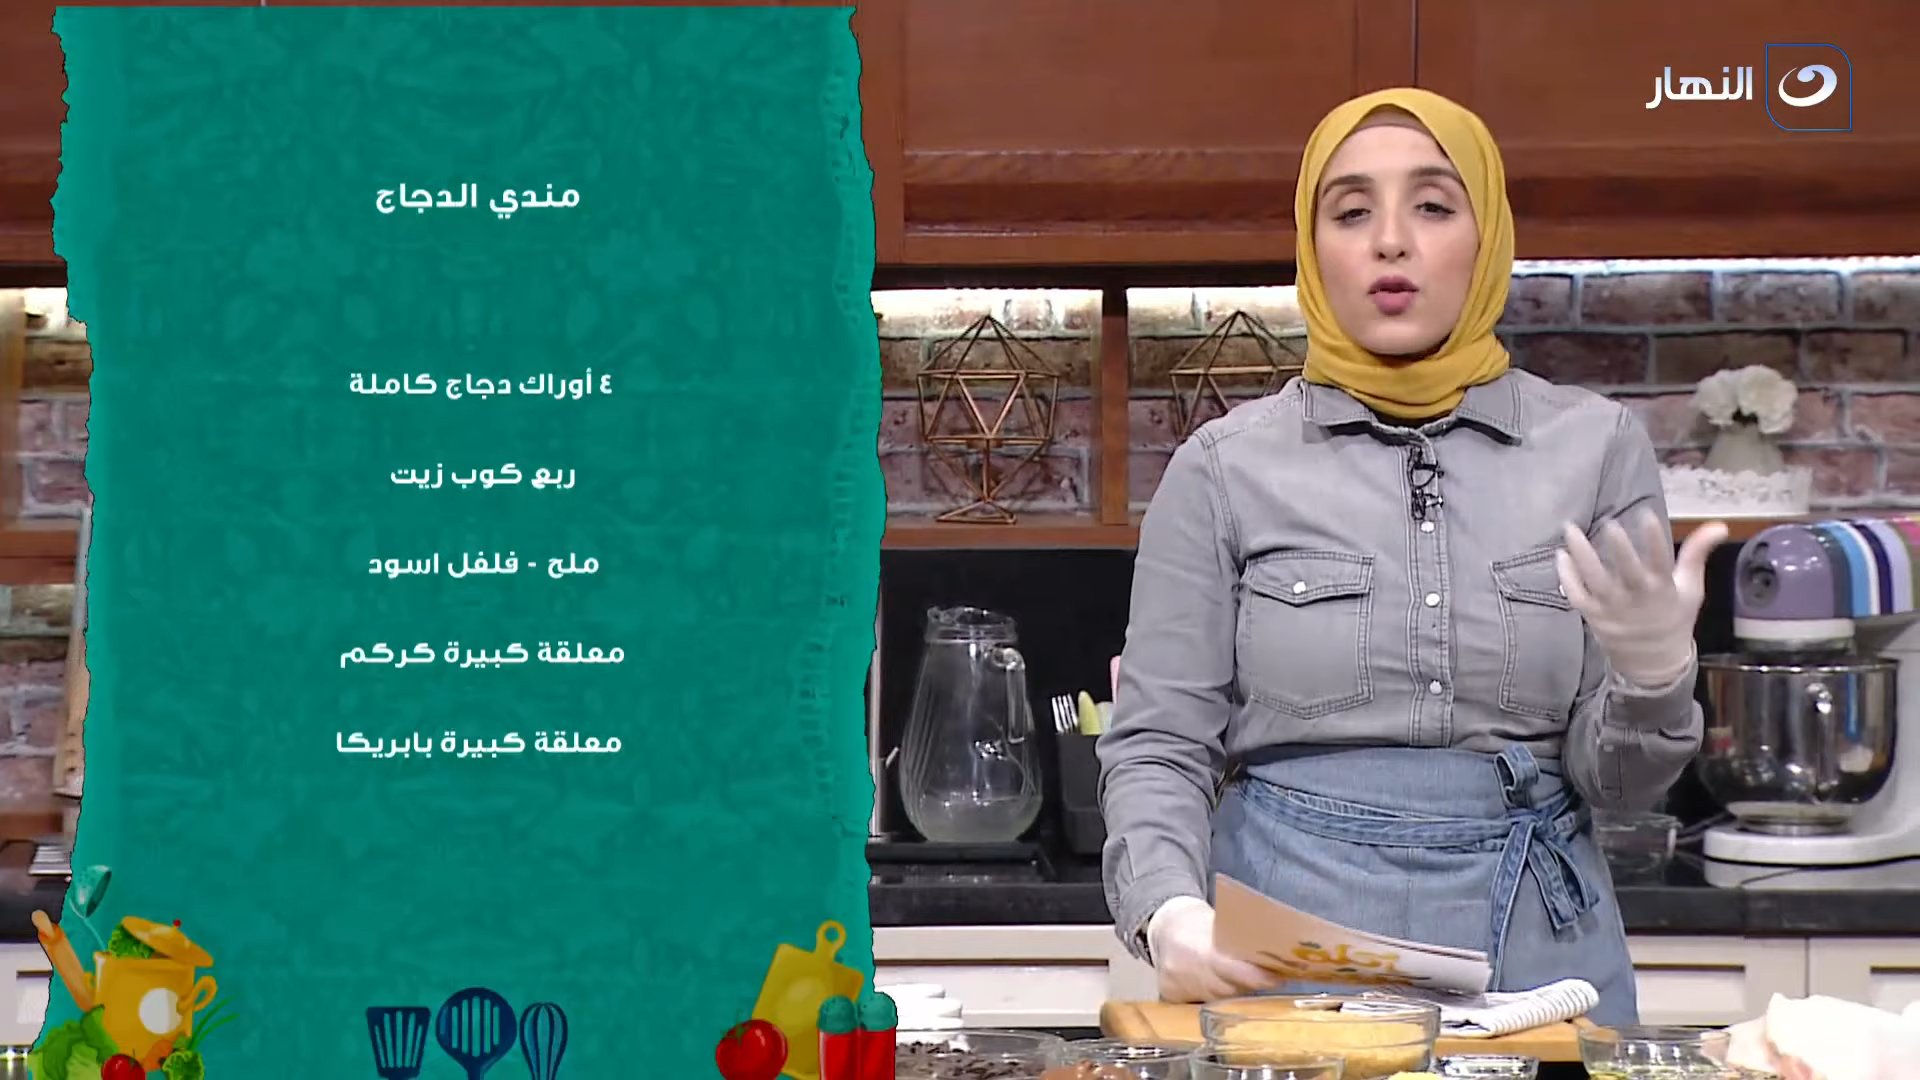 النهار
مندي الدجاج
٤ أوراك دجاج كاملة
ربع كوب زيت
ملح - فلفل اسود
معلقة كبيرة كركم
معلقة كبيرة بابريكا